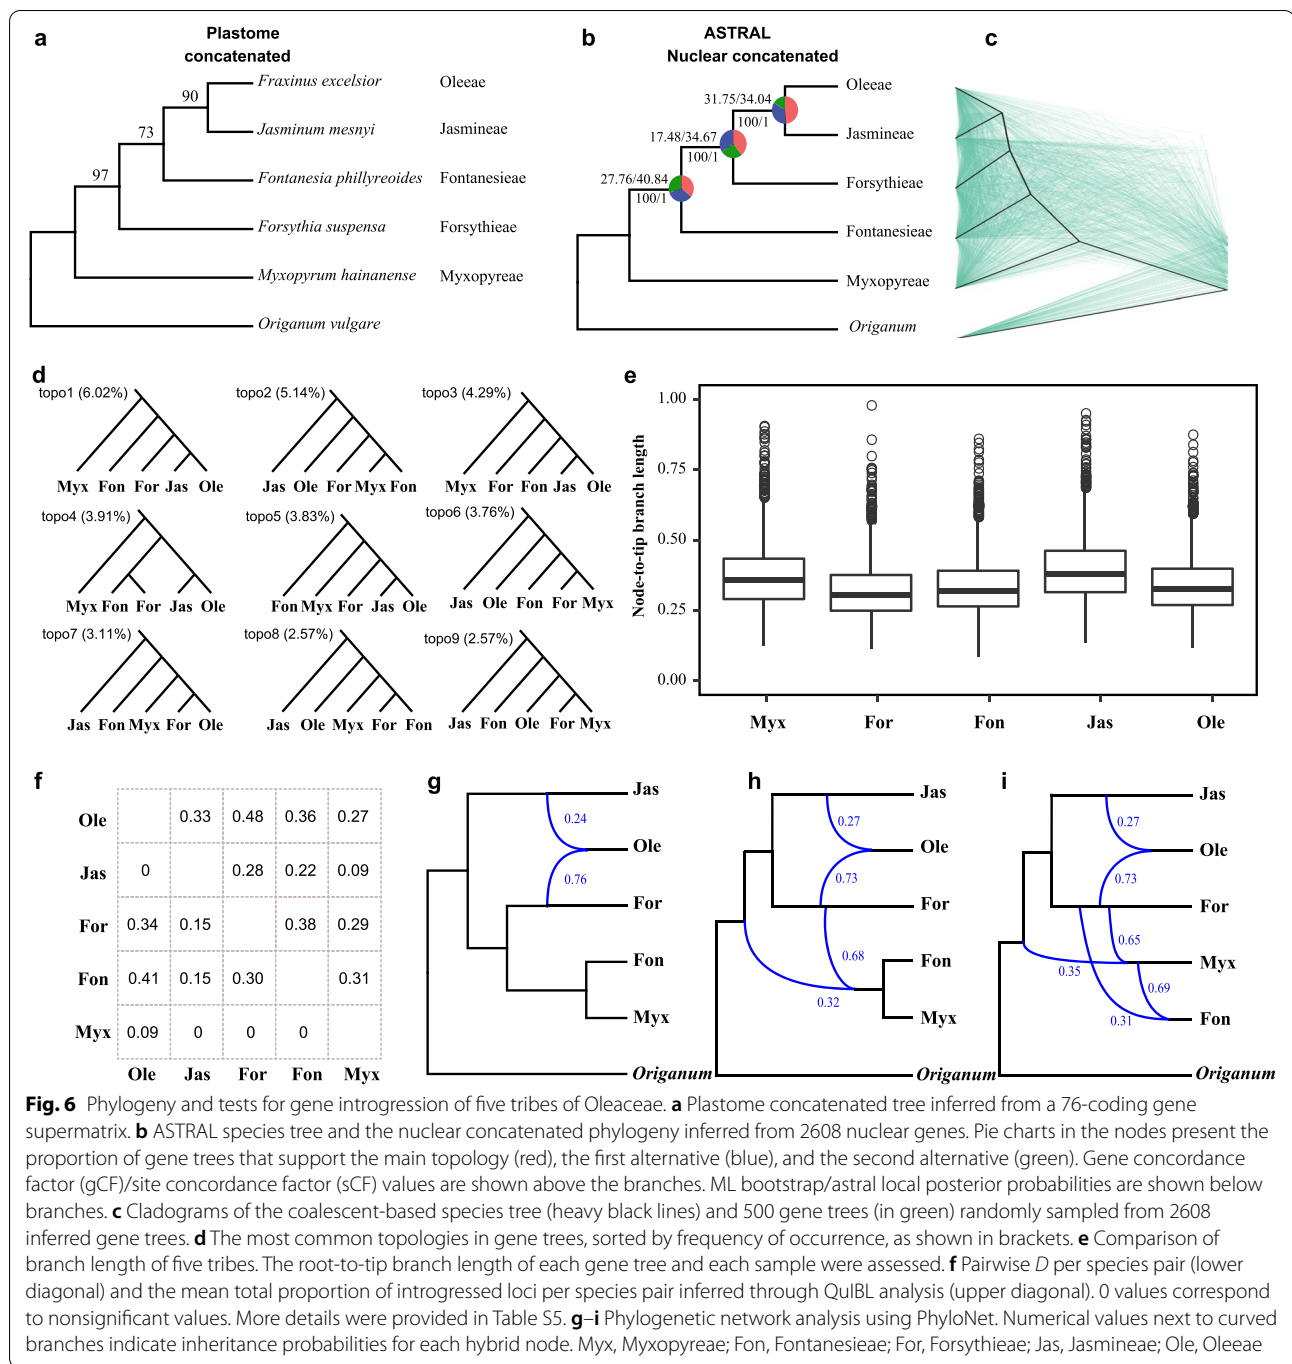 a
Plastome
concatenated
90
73
97
Fraxinus excelsior Oleeae
Jasminum mesnyi Jasmineae
Fontanesia phillyreoides Fontanesieae
Forsythia suspensa Forsythieae
Myxopyrum hainanense Myxopyreae
Origanum vulgare
b
ASTRAL
Nuclear concatenated
31.75/34.04
100/1
17.48/34.67
100/1
27.76/40.84
100/1
Oleeae
Jasmineae
Forsythieae
Fontanesieae
Myxopyreae
Origanum
c
d
topo1 (6.02%)
Myx Fon For Jas Ole
topo2 (5.14%)
Jas Ole For Myx Fon
topo3 (4.29%)
Myx For Fon Jas Ole
topo4 (3.91%)
Myx Fon For Jas Ole
topo5 (3.83%)
Fon Myx For Jas Ole
topo6 (3.76%)
Jas Ole Fon For Myx
topo7 (3.11%)
Jas Fon Myx For Ole
topo8 (2.57%)
Jas Ole Myx For Fon
topo9 (2.57%)
Jas Fon Ole For Myx
e
Node-to-tip branch length
1.00
0.75
0.50
0.25
0.00
Myx For Fon Jas Ole
f
Ole 0.33 0.48 0.36 0.27
Jas 0 0.28 0.22 0.09
For 0.34 0.15 0.38 0.29
Fon 0.41 0.15 0.30 0.31
Myx 0.09 0 0 0
Ole Jas For Fon Myx
g
Jas
0.24
Ole
0.76
For
Fon
Myx
Origanum
h
Jas
0.27
Ole
0.73
For
0.68
Fon
0.32
Myx
Origanum
i
Jas
0.27
Ole
0.73
For
0.65
Myx
0.35
0.69
Fon
0.31
Origanum
Fig. 6 Phylogeny and tests for gene introgression of five tribes of Oleaceae. a Plastome concatenated tree inferred from a 76-coding gene
supermatrix. b ASTRAL species tree and the nuclear concatenated phylogeny inferred from 2608 nuclear genes. Pie charts in the nodes present the
proportion of gene trees that support the main topology (red), the first alternative (blue), and the second alternative (green). Gene concordance
factor (gCF)/site concordance factor (sCF) values are shown above the branches. ML bootstrap/astral local posterior probabilities are shown below
branches. c Cladograms of the coalescent-based species tree (heavy black lines) and 500 gene trees (in green) randomly sampled from 2608
inferred gene trees. d The most common topologies in gene trees, sorted by frequency of occurrence, as shown in brackets. e Comparison of
branch length of five tribes. The root-to-tip branch length of each gene tree and each sample were assessed. f Pairwise D per species pair (lower
diagonal) and the mean total proportion of introgressed loci per species pair inferred through QuIBL analysis (upper diagonal). 0 values correspond
to nonsignificant values. More details were provided in Table S5. g–i Phylogenetic network analysis using PhyloNet. Numerical values next to curved
branches indicate inheritance probabilities for each hybrid node. Myx, Myxopyreae; Fon, Fontanesieae; For, Forsythieae; Jas, Jasmineae; Ole, Oleeae